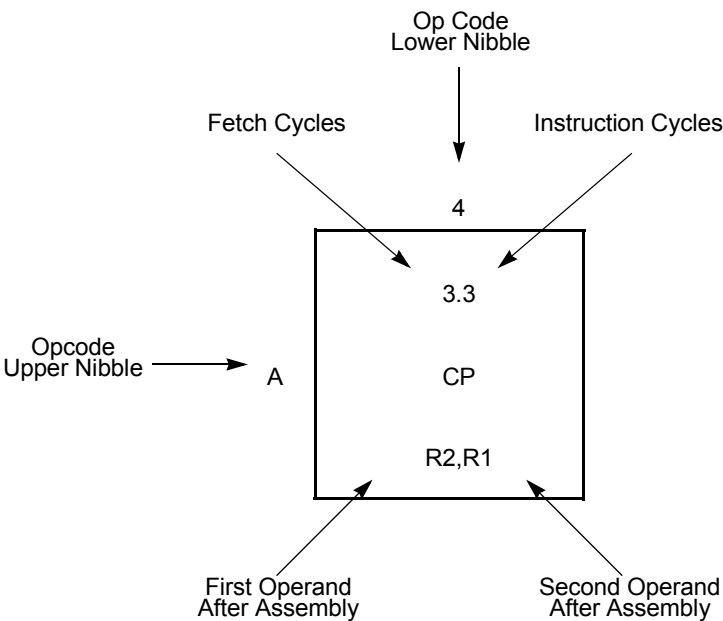 Op Code
Lower Nibble
Fetch Cycles
Instruction Cycles
4
3.3
Opcode
Upper Nibble
A
CP
R2,R1
First Operand
After Assembly
Second Operand
After Assembly